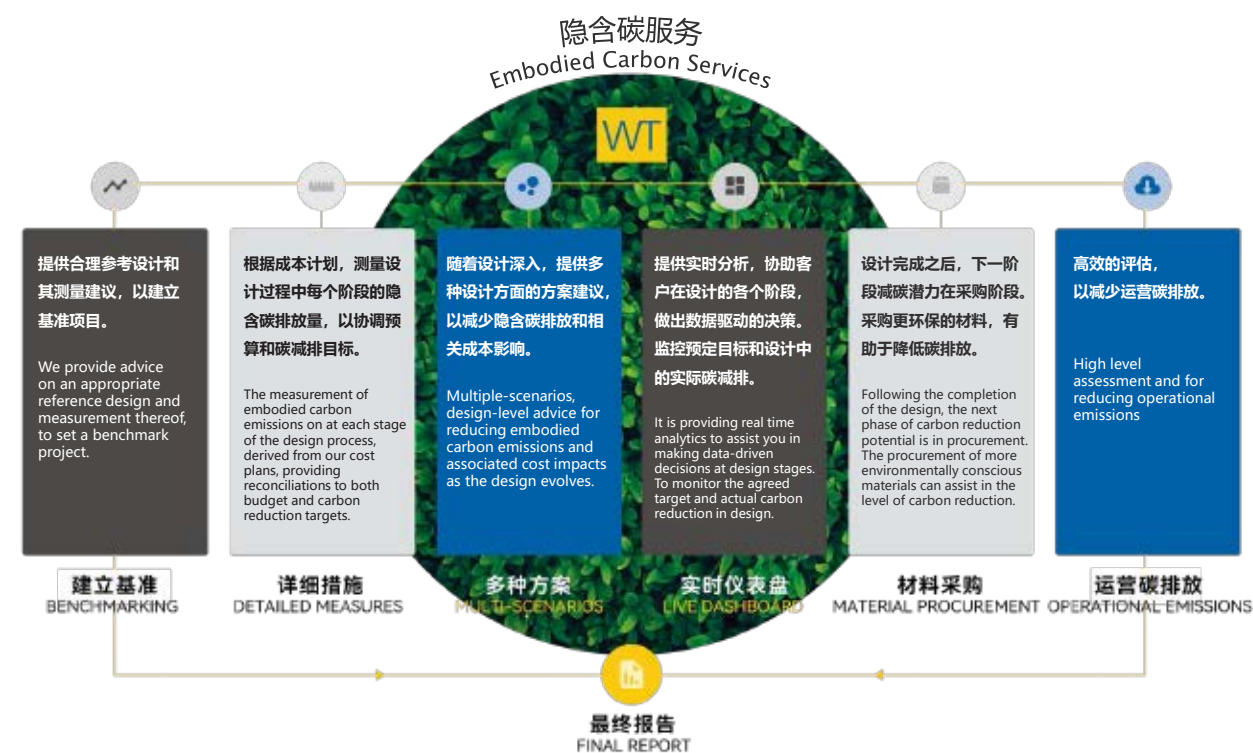 隐含碳服务
Embodied Carbon Services
WT
提供合理参考设计和
其测量建议，以建立
基准项目。
We provide advice
on an appropriate
reference design and
measurement thereof,
to set a benchmark
project.
建立基准
BENCHMARKING
根据成本计划，测量设
计过程中每个阶段的隐
含碳排放量，以协调预
算和碳减排目标。
The measurement of
embodied carbon
emissions on at each stage
of the design process,
derived from our cost
plans, providing
reconciliations to both
budget and carbon
reduction targets.
详细措施
DETAILED MEASURES
随着设计深入，提供多
种设计方面的方案建议，
以减少隐含碳排放和相
关成本影响。
Multiple-scenarios,
design-level advice for
reducing embodied
carbon emissions and
associated cost impacts
as the design evolves.
多种方案
MULTI-SCENARIOS
提供实时分析，协助客
户在设计的各个阶段，
做出数据驱动的决策。
监控预定目标和设计中
的实际碳减排。
It is providing real time
analytics to assist you in
making data-driven
decisions at design stages.
To monitor the agreed
target and actual carbon
reduction in design.
实时仪表盘
LIVE DASHBOARD
设计完成之后，下一阶
段减碳潜力在采购阶段。
采购更环保的材料，有
助于降低碳排放。
Following the completion
of the design, the next
phase of carbon reduction
potential is in procurement.
The procurement of more
environmentally conscious
materials can assist in the
level of carbon reduction.
材料采购
MATERIAL PROCUREMENT
高效的评估，
以减少运营碳排放。
High level
assessment and for
reducing operational
emissions
运营碳排放
OPERATIONAL EMISSIONS
最终报告
FINAL REPORT